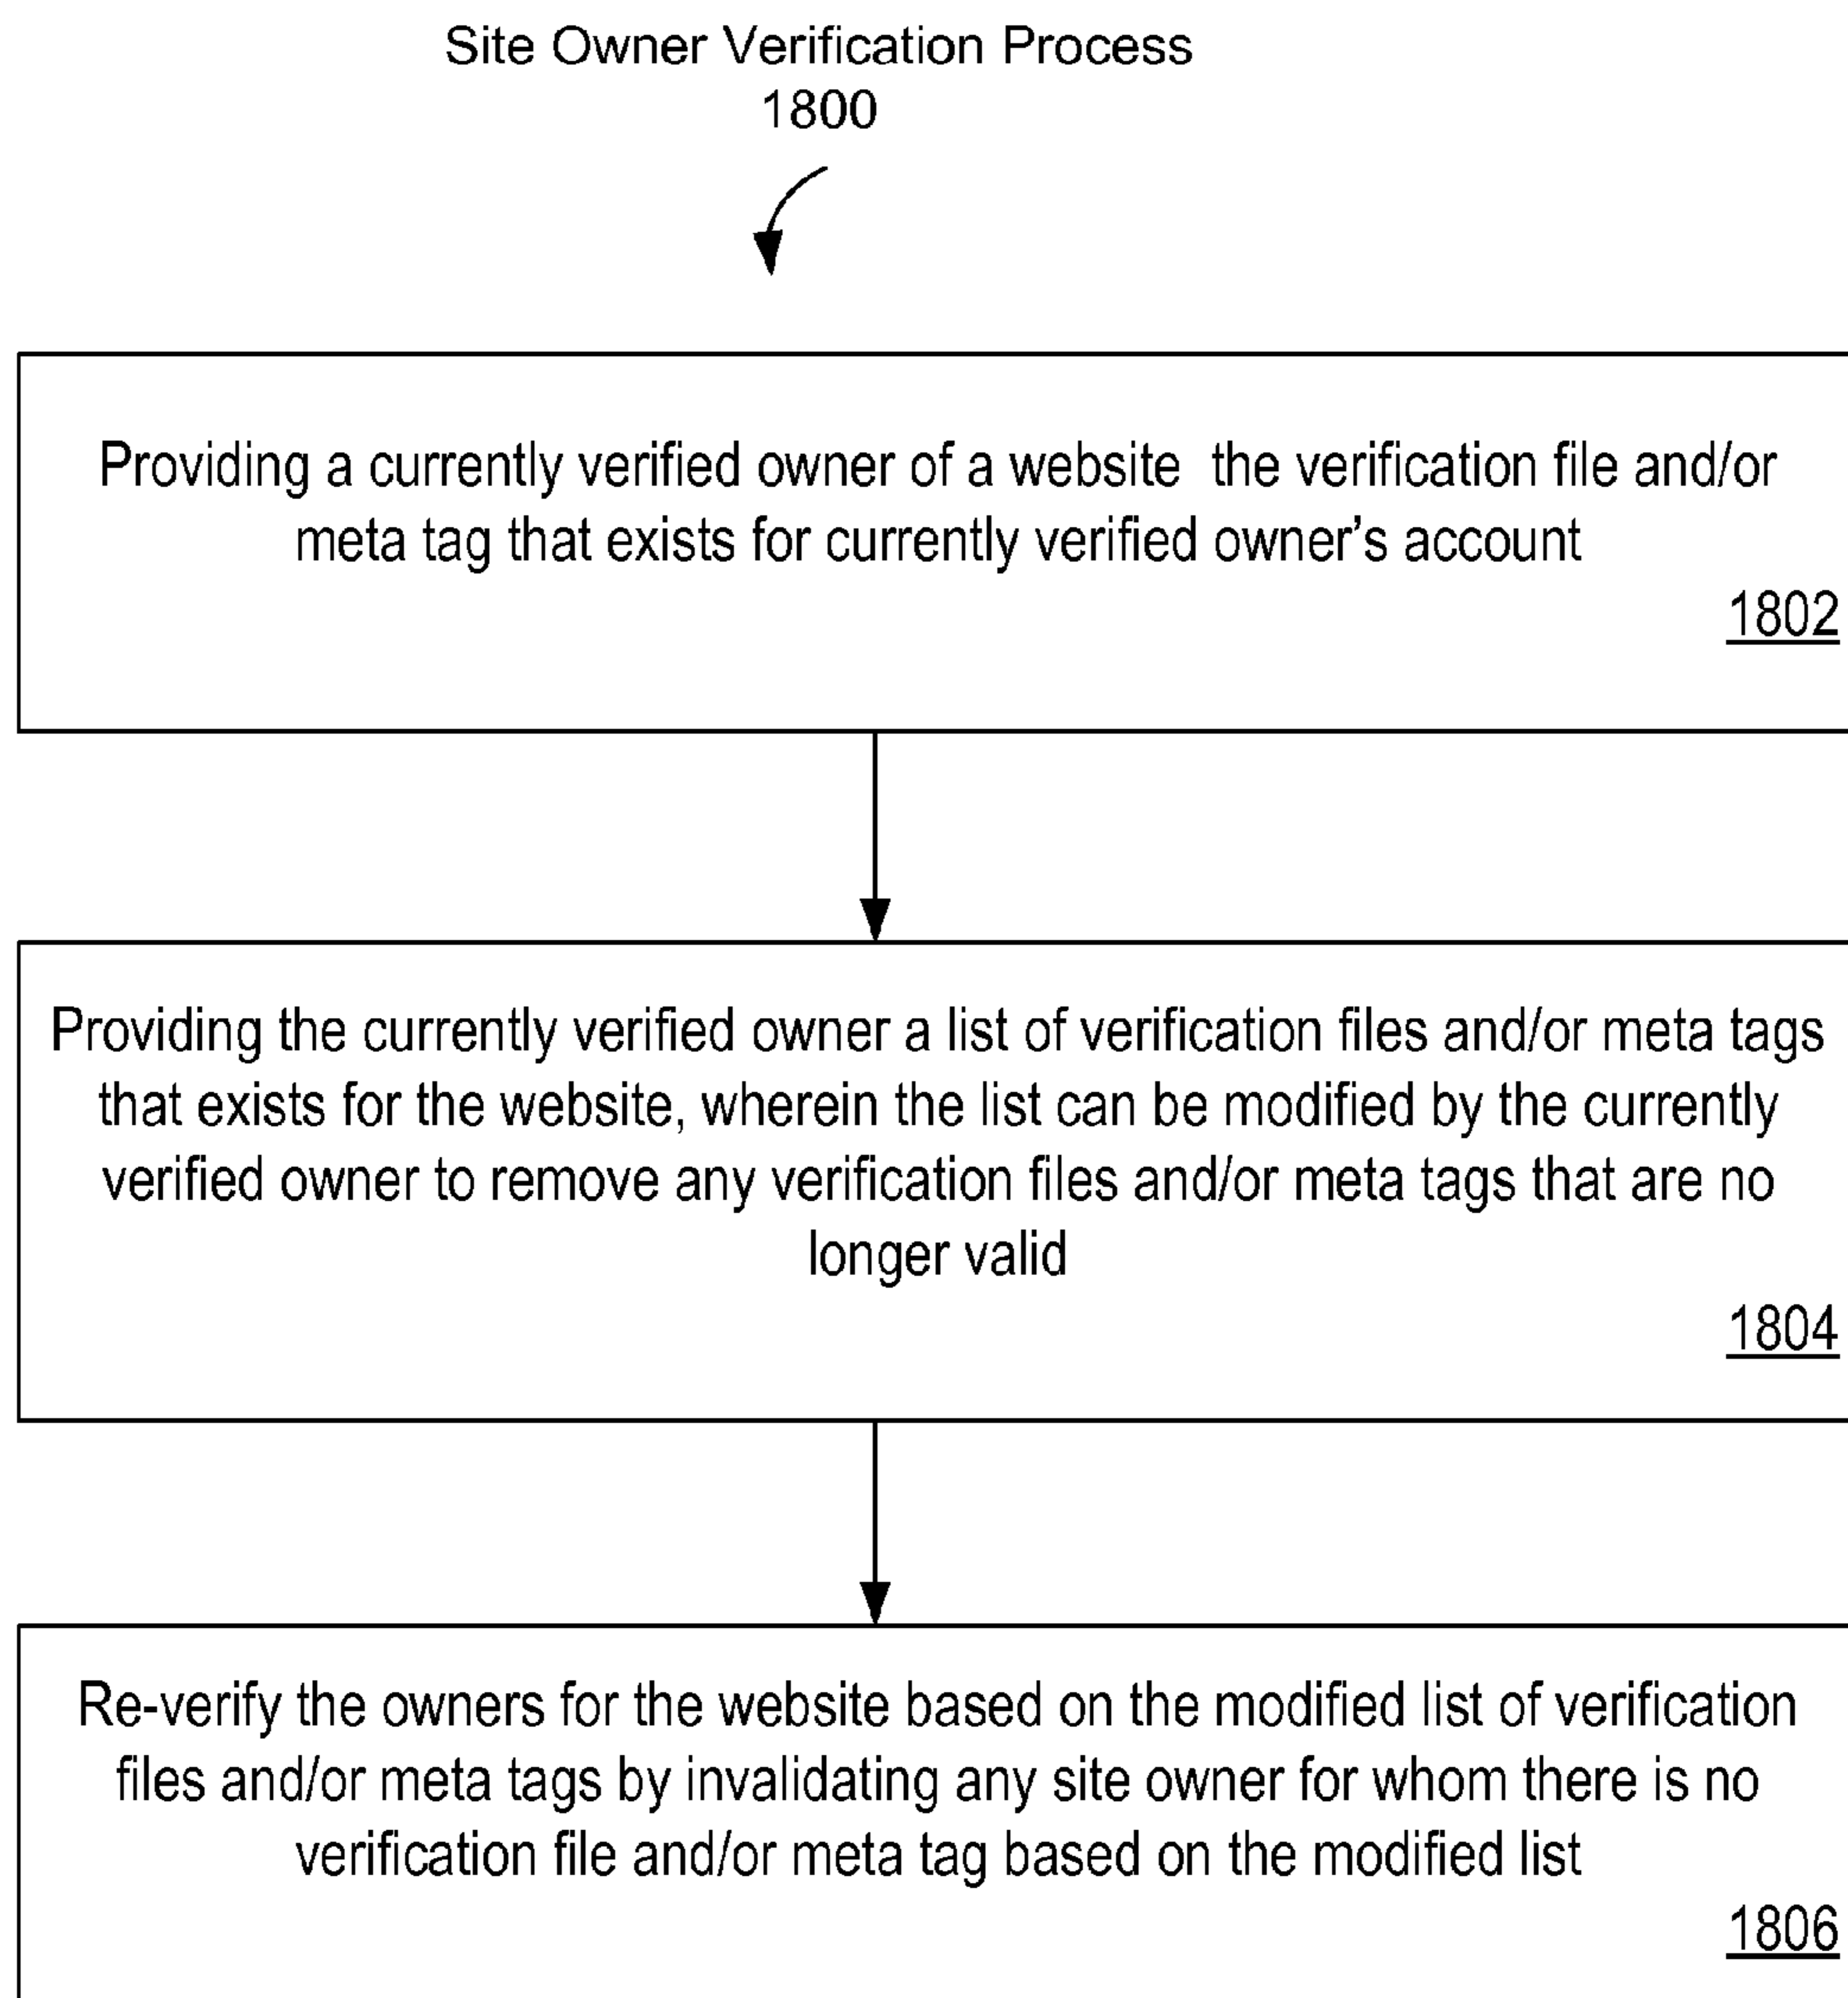 Site Owner Verification Process
1800
Providing a currently verified owner of a website the verification file and/or
meta tag that exists for currently verified owner's account
1802
Providing the currently verified owner a list of verification files and/or meta tags
that exists for the website, wherein the list can be modified by the currently
verified owner to remove any verification files and/or meta tags that are no
longer valid
1804
Re-verify the owners for the website based on the modified list of verification
files and/or meta tags by invalidating any site owner for whom there is no
verification file and/or meta tag based on the modified list
1806